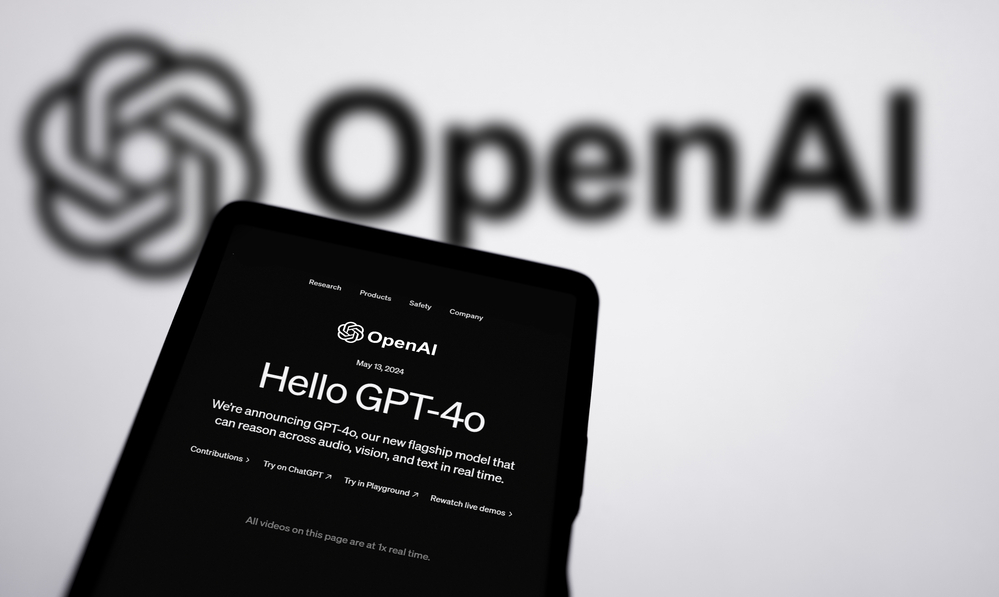 OpenAI
Research Products Safety Company
OpenAI
May 13, 2024
Hello GPT-4o
We're announcing GPT-4o, our new flagship model that
can reason across audio, vision, and text in real time.
Contributions > Try on ChatGPT ↗ Try in Playground ↗ Rewatch live demos >
All videos on this page are at 1x real time.